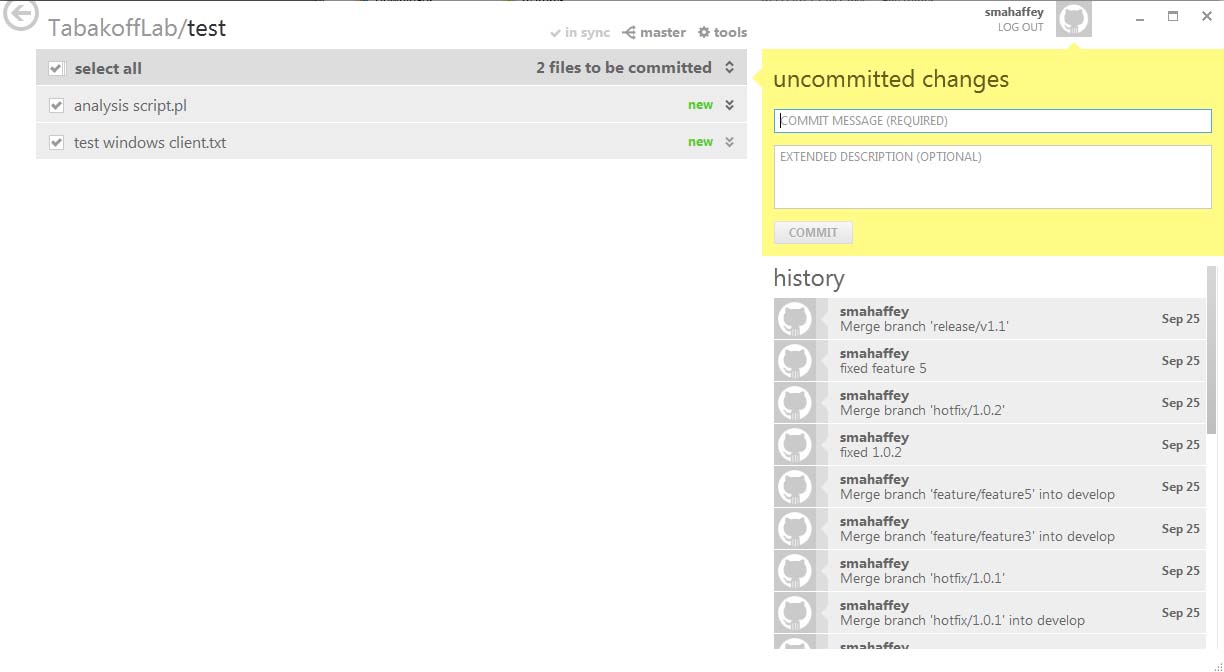 smahaffey
LOG OUT
TabakoffLab/test
in sync master tools
select all 2 files to be committed
analysis script.pl new
test windows client.txt new
uncommitted changes
COMMIT MESSAGE (REQUIRED)
EXTENDED DESCRIPTION (OPTIONAL)
COMMIT
history
smahaffey
Merge branch 'release/v1.1' Sep 25
smahaffey
fixed feature 5 Sep 25
smahaffey
Merge branch 'hotfix/1.0.2' Sep 25
smahaffey
fixed 1.0.2 Sep 25
smahaffey
Merge branch 'feature/feature5' into develop Sep 25
smahaffey
Merge branch 'feature/feature3' into develop Sep 25
smahaffey
Merge branch 'hotfix/1.0.1' Sep 25
smahaffey
Merge branch 'hotfix/1.0.1' into develop Sep 25
smahaffey